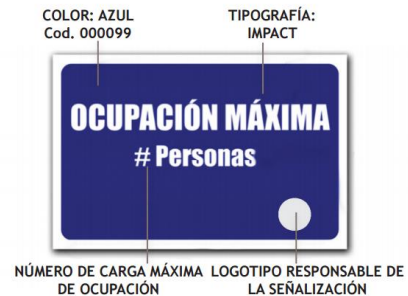 COLOR: AZUL
Cod. 000099
TIPOGRAFÍA:
IMPACT
OCUPACIÓN MÁXIMA
# Personas
NÚMERO DE CARGA MÁXIMA
DE OCUPACIÓN
LOGOTIPO RESPONSABLE DE
LA SEÑALIZACIÓN